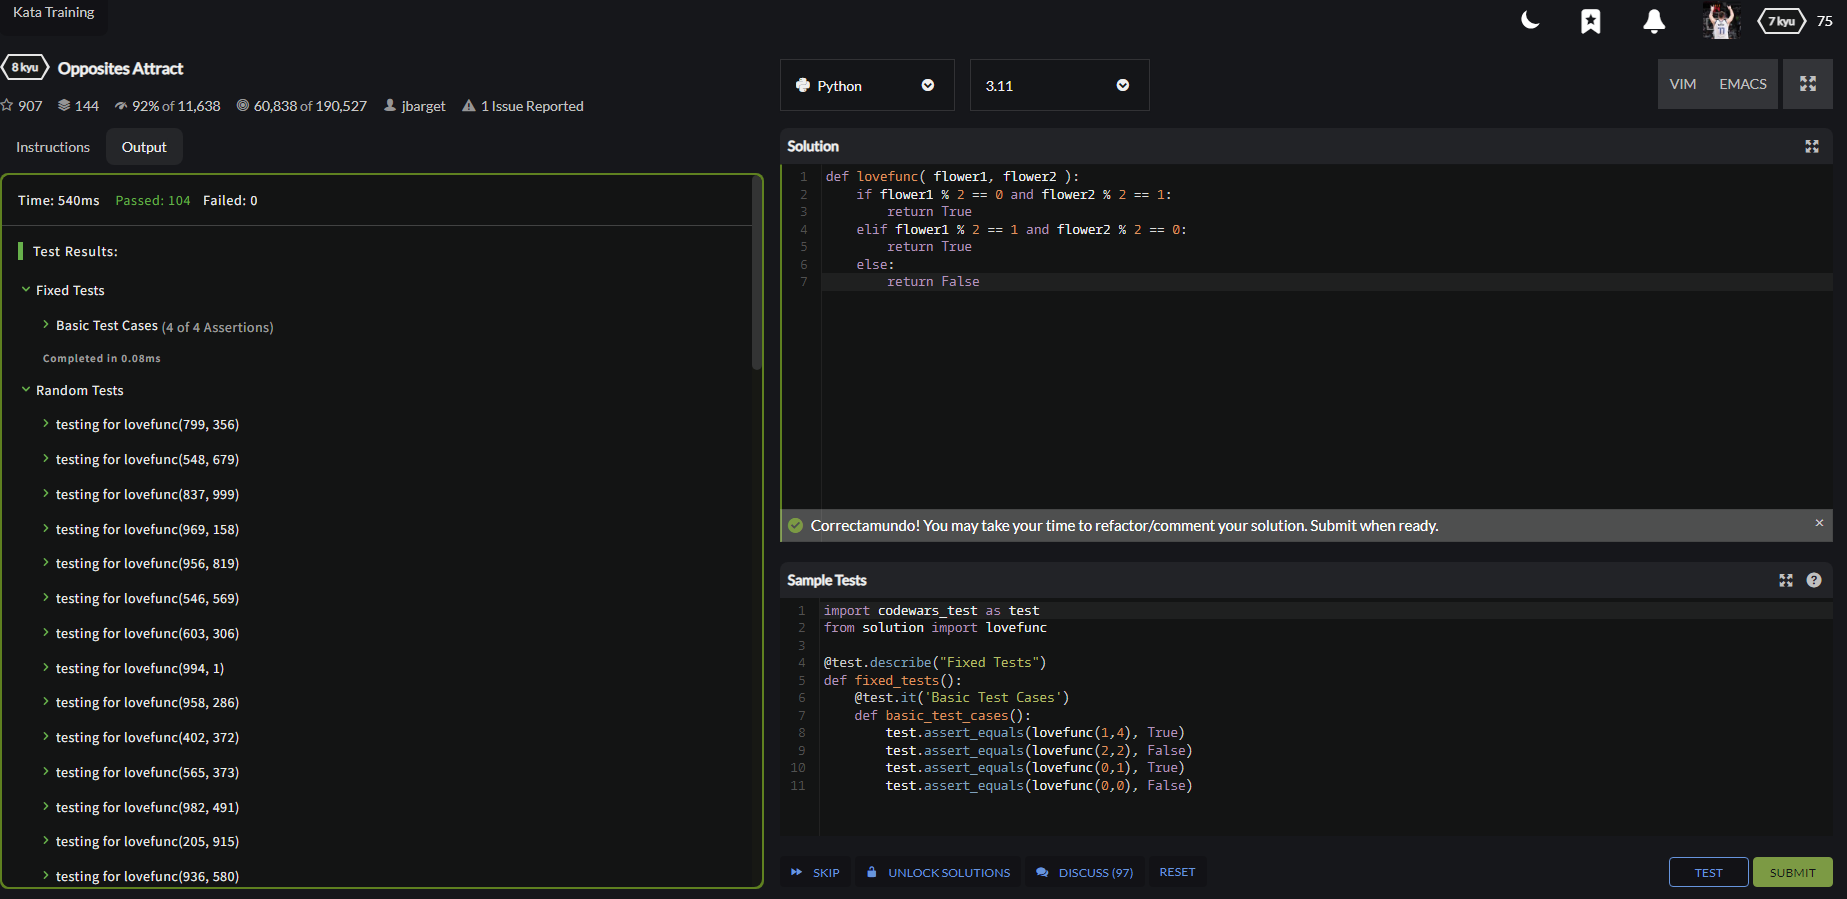 Kata Training
7 kyu 75
8 kyu Opposites Attract
907 144 92% of 11,638 60,838 of 190,527 jbarget 1 Issue Reported
Instructions Output
Time: 540ms Passed: 104 Failed: 0
Test Results:
Fixed Tests
Basic Test Cases (4 of 4 Assertions)
Completed in 0.08ms
Random Tests
testing for lovefunc(799, 356)
testing for lovefunc(548, 679)
testing for lovefunc(837, 999)
testing for lovefunc(969, 158)
testing for lovefunc(956, 819)
testing for lovefunc(546, 569)
testing for lovefunc(603, 306)
testing for lovefunc(994, 1)
testing for lovefunc(958, 286)
testing for lovefunc(402, 372)
testing for lovefunc(565, 373)
testing for lovefunc(982, 491)
testing for lovefunc(205, 915)
testing for lovefunc(936, 580)
Python 3.11 VIM EMACS
Solution
1 def lovefunc( flower1, flower2 ):
2     if flower1 % 2 == 0 and flower2 % 2 == 1:
3         return True
4     elif flower1 % 2 == 1 and flower2 % 2 == 0:
5         return True
6     else:
7         return False
Correctamundo! You may take your time to refactor/comment your solution. Submit when ready. ×
Sample Tests ?
1 import codewars_test as test
2 from solution import lovefunc
3
4 @test.describe("Fixed Tests")
5 def fixed_tests():
6     @test.it('Basic Test Cases')
7     def basic_test_cases():
8         test.assert_equals(lovefunc(1,4), True)
9         test.assert_equals(lovefunc(2,2), False)
10         test.assert_equals(lovefunc(0,1), True)
11         test.assert_equals(lovefunc(0,0), False)
SKIP UNLOCK SOLUTIONS DISCUSS (97) RESET TEST SUBMIT